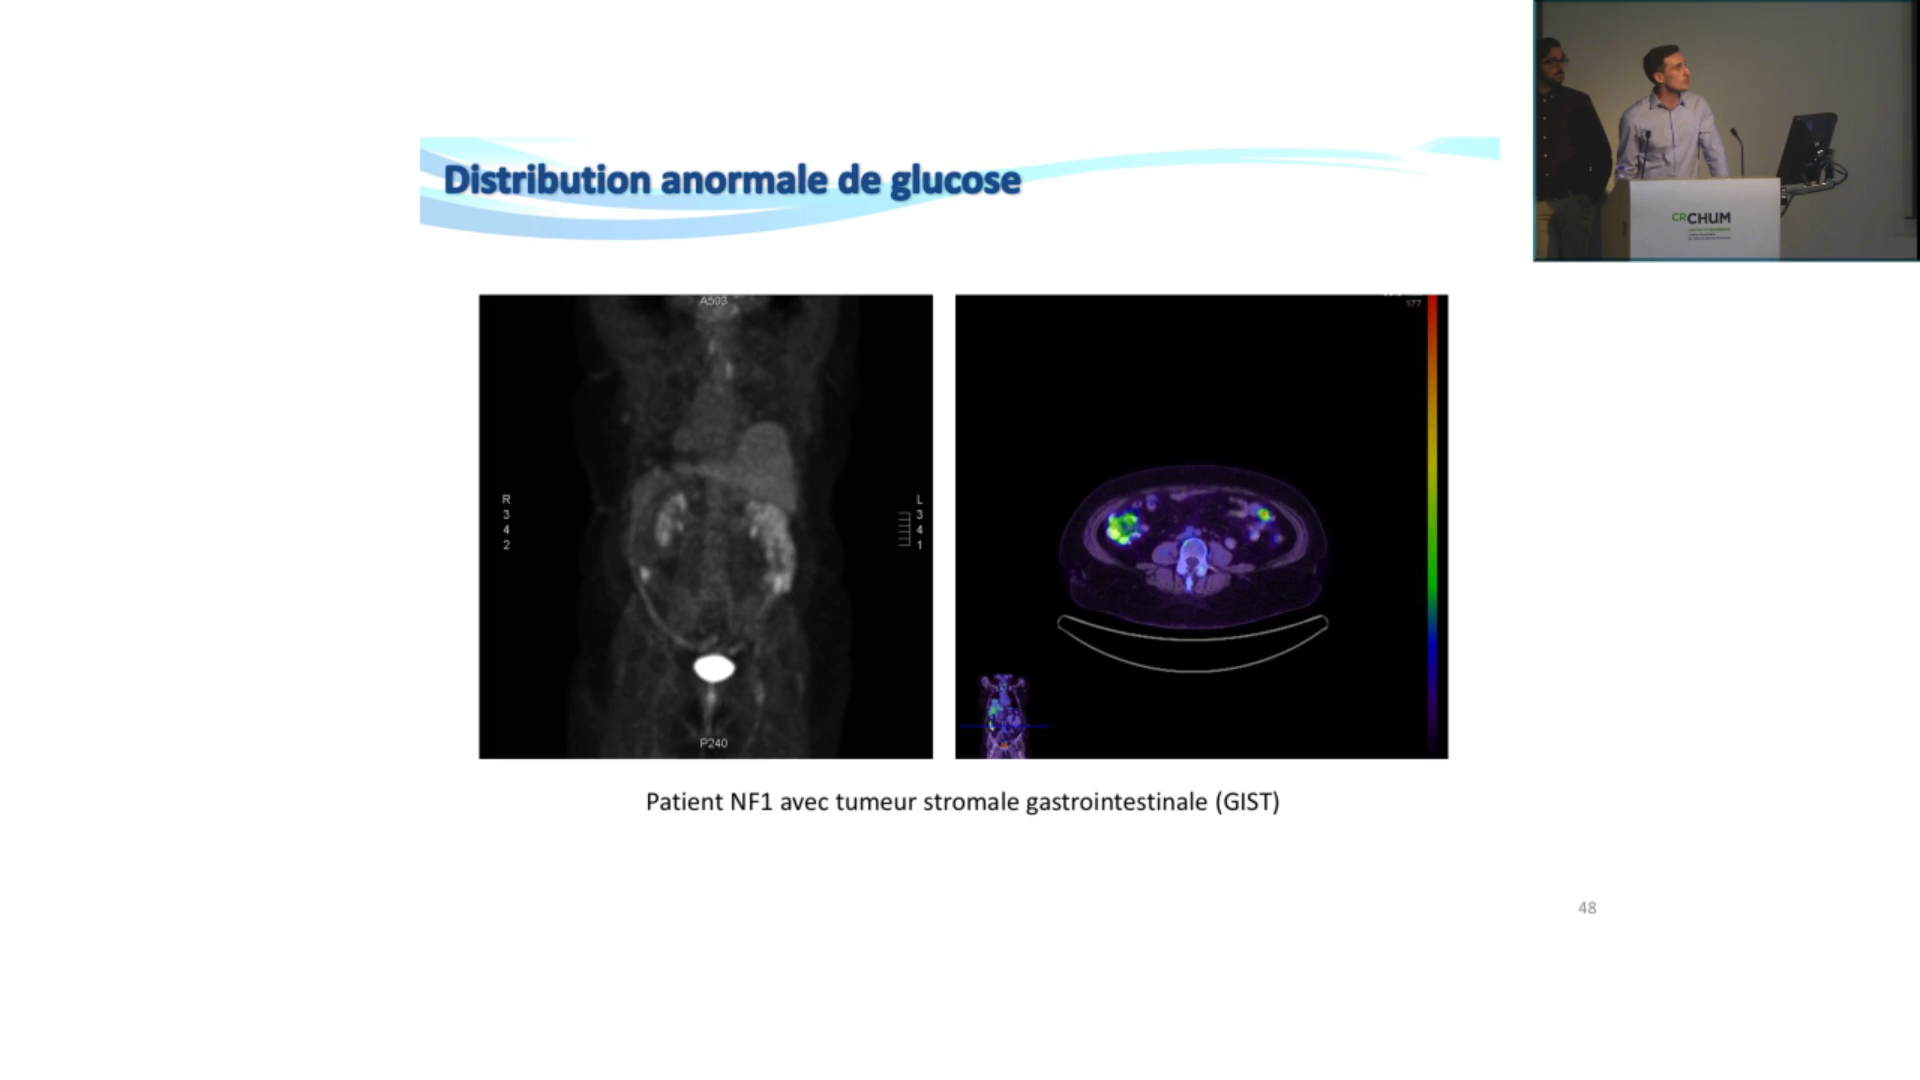 Distribution anormale de glucose
CRCHUM
A503
R
3
4
2
L
3
4
1
P240
177
Patient NF1 avec tumeur stromale gastrointestinale (GIST)
48